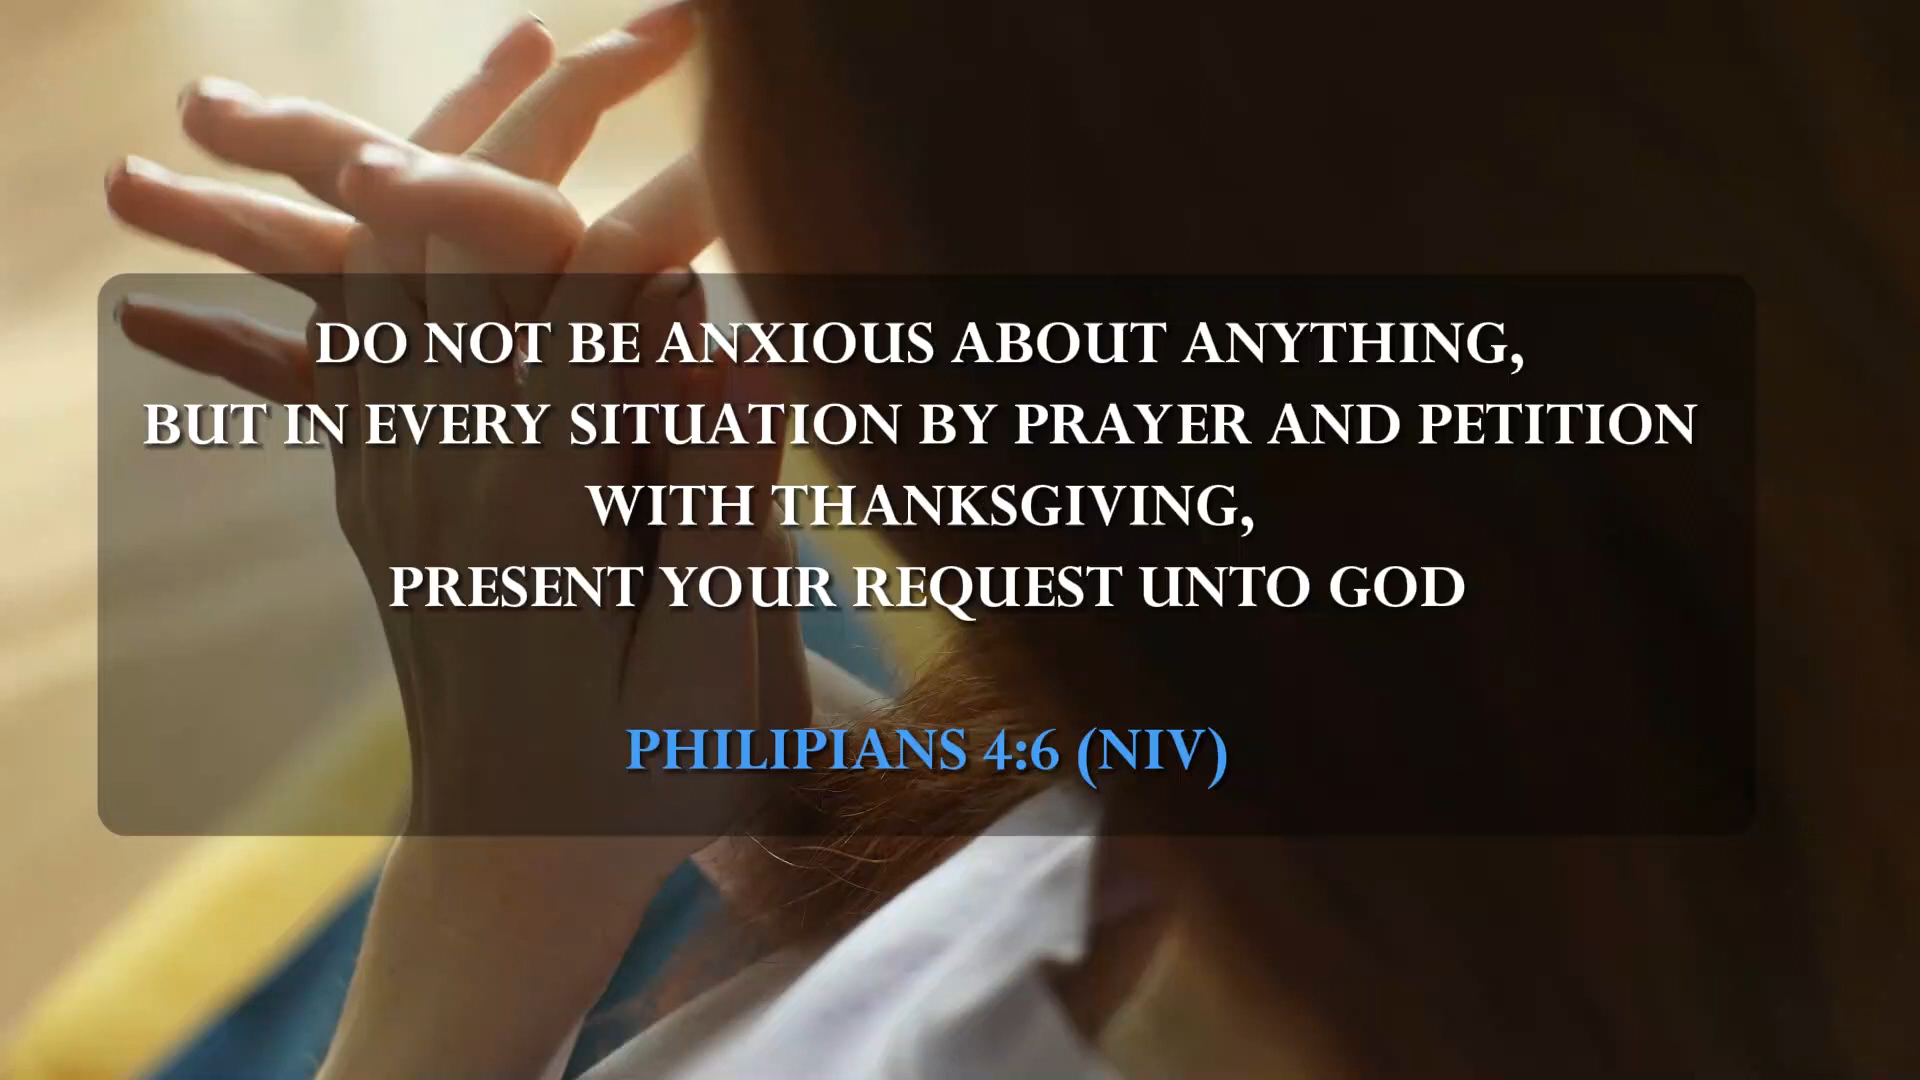 DO NOT BE ANXIOUS ABOUT ANYTHING,
BUT IN EVERY SITUATION BY PRAYER AND PETITION
WITH THANKSGIVING,
PRESENT YOUR REQUEST UNTO GOD
PHILIPIANS 4:6 (NIV)